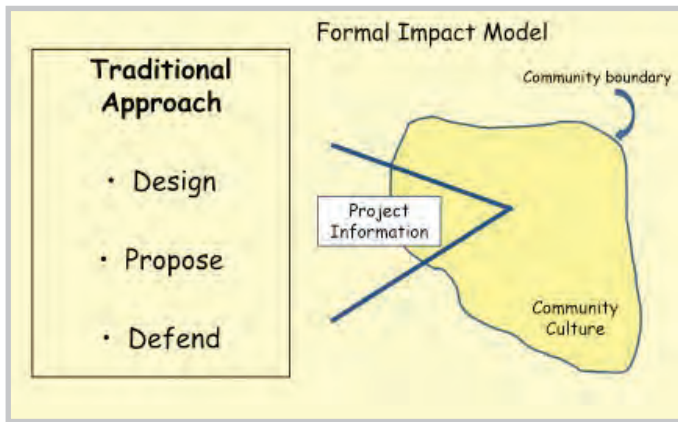 Formal Impact Model
Traditional
Approach
· Design
· Propose
· Defend
Community boundary
Project
Information
Community
Culture